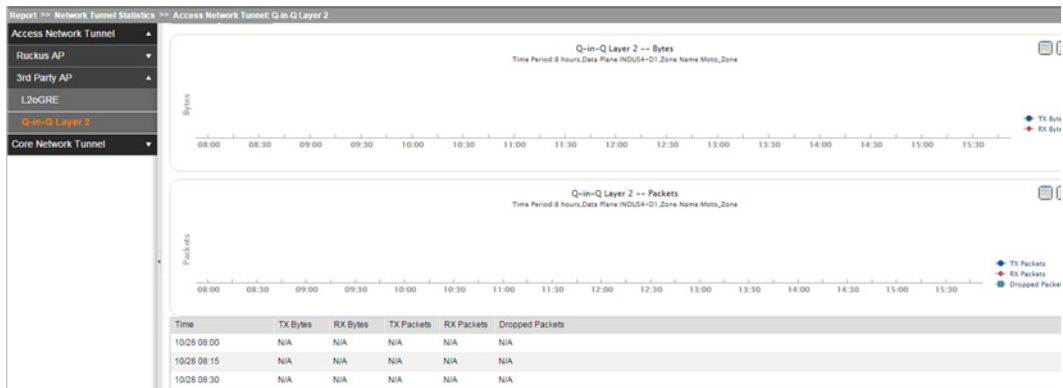 Report >> Network Tunnel Statistics >> Access Network Tunnel: Q-in-Q Layer 2
Access Network Tunnel
Ruckus AP
3rd Party AP
L2oGRE
Q-in-Q Layer 2
Core Network Tunnel
Q-in-Q Layer 2 -- Bytes
Time Period:8 hours,Data Plane:INDUS4-D1,Zone Name:Moto_Zone
Bytes
TX Byte
RX Byte
08:00 08:30 09:00 09:30 10:00 10:30 11:00 11:30 12:00 12:30 13:00 13:30 14:00 14:30 15:00 15:30
Q-in-Q Layer 2 -- Packets
Time Period:8 hours,Data Plane:INDUS4-D1,Zone Name:Moto_Zone
Packets
TX Packets
RX Packets
Dropped Packe
08:00 08:30 09:00 09:30 10:00 10:30 11:00 11:30 12:00 12:30 13:00 13:30 14:00 14:30 15:00 15:30
Time TX Bytes RX Bytes TX Packets RX Packets Dropped Packets
10/28 08:00 N/A N/A N/A N/A N/A
10/28 08:15 N/A N/A N/A N/A N/A
10/28 08:30 N/A N/A N/A N/A N/A